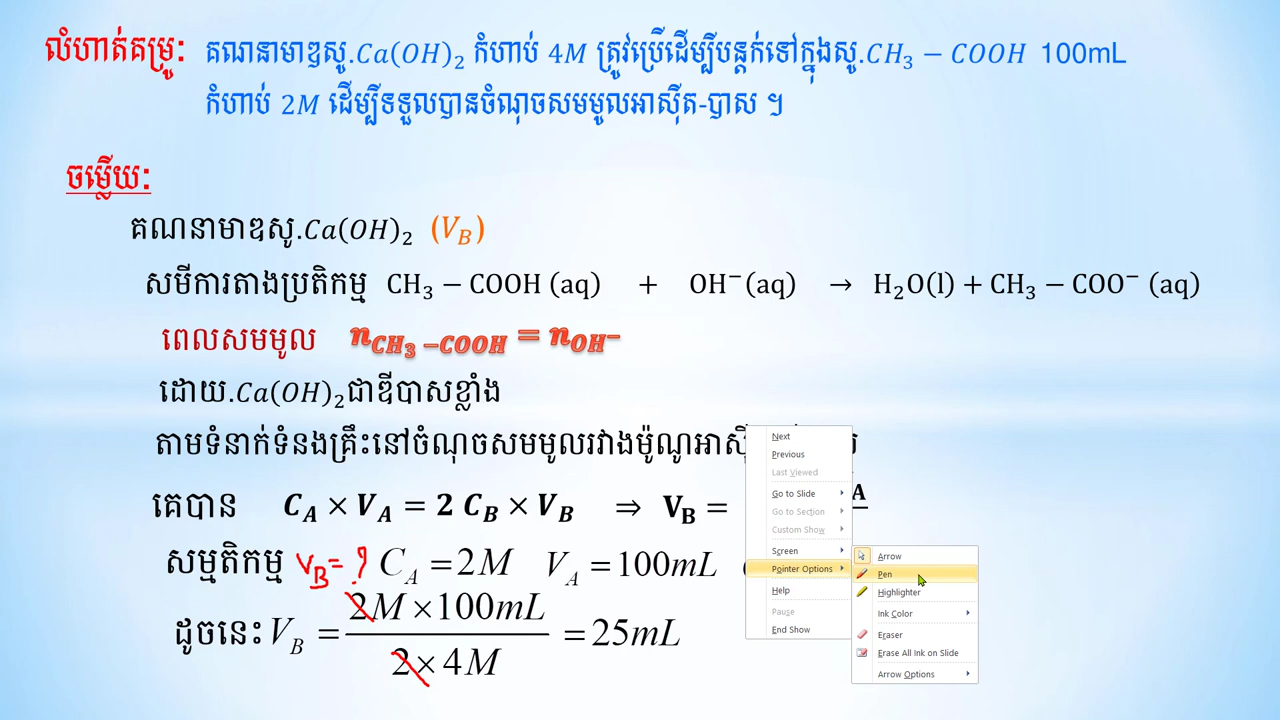 លំហាត់គម្រូ: គណនាមាឌសូ.Ca(OH)₂ កំហាប់ 4M ត្រូវប្រើដើម្បីបន្តក់ទៅក្នុងសូ.CH₃ − COOH 100mL
កំហាប់ 2M ដើម្បីទទួលបានចំណុចសមមូលអាស៊ីត-បាស ។
ចម្លើយ:
គណនាមាឌសូ.Ca(OH)₂ (V_B)
សមីការតាងប្រតិកម្ម CH₃ − COOH (aq) + OH⁻(aq) → H₂O(l) + CH₃ − COO⁻ (aq)
ពេលសមមូល n_CH₃−COOH = n_OH⁻
ដោយ.Ca(OH)₂ជាឌីបាសខ្លាំង
តាមទំនាក់ទំនងគ្រឹះនៅចំណុចសមមូលរវាងម៉ូណូអាស៊ី
គេបាន C_A × V_A = 2 C_B × V_B ⇒ V_B = A
សម្មតិកម្ម V_B = ? C_A = 2M V_A = 100mL
ដូចនេះ V_B = (2M × 100mL) / (2 × 4M) = 25mL
Next
Previous
Last Viewed
Go to Slide
Go to Section
Custom Show
Screen
Pointer Options
Help
Pause
End Show
Arrow
Pen
Highlighter
Ink Color
Eraser
Erase All Ink on Slide
Arrow Options